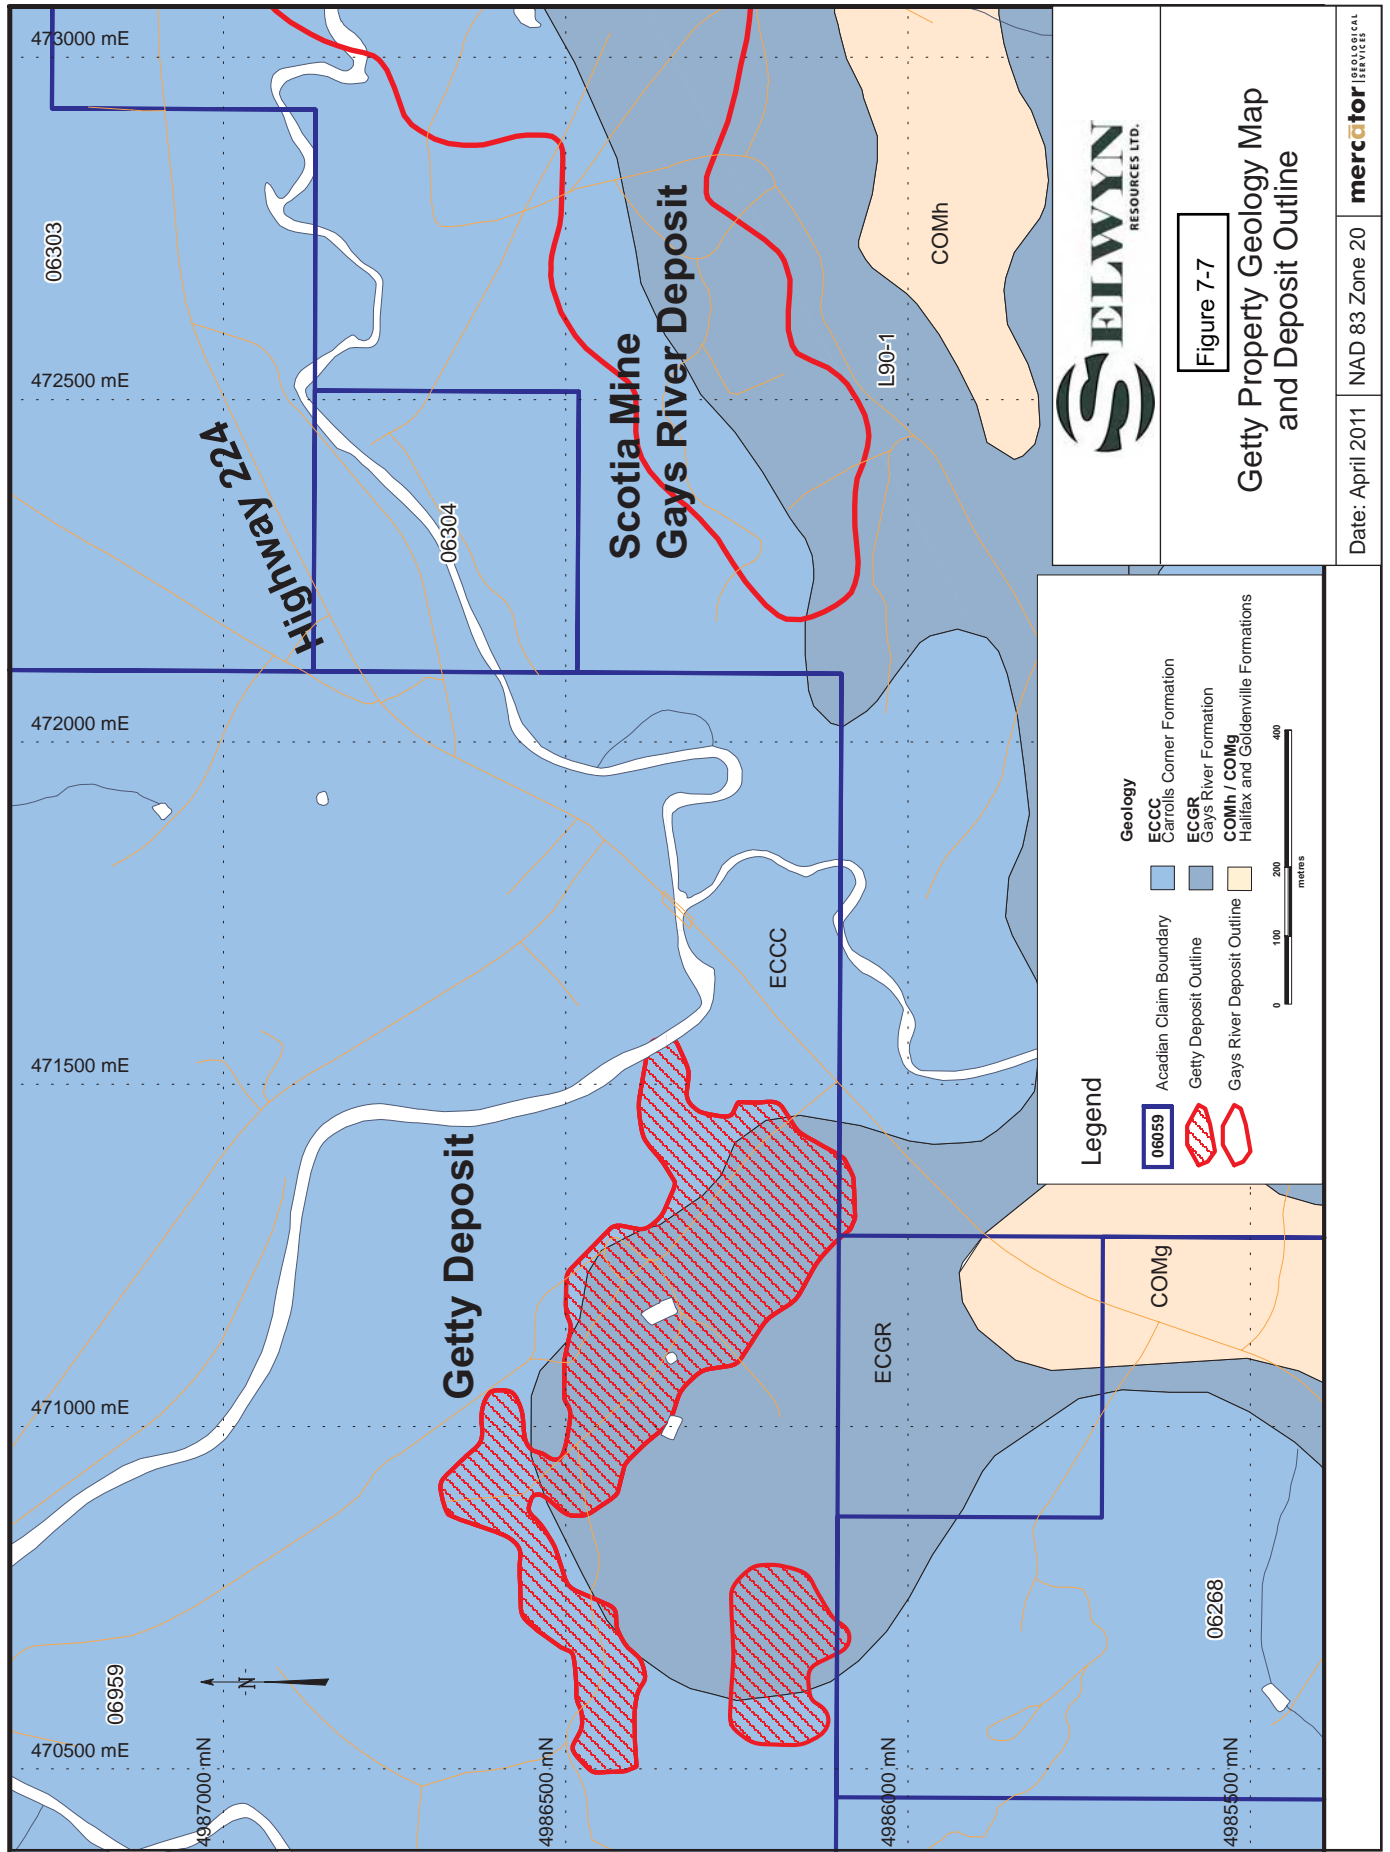 4987000 mN
4986500 mN
4986000 mN
4985500 mN
470500 mE
471000 mE
471500 mE
472000 mE
472500 mE
473000 mE
06959
06303
06304
06268
L90-1
-N-
Highway 224
Getty Deposit
Scotia Mine
Gays River Deposit
ECCC
ECGR
COMg
COMh
Legend
06059 Acadian Claim Boundary
Getty Deposit Outline
Gays River Deposit Outline
Geology
ECCC
Carrolls Corner Formation
ECGR
Gays River Formation
COMh / COMg
Halifax and Goldenville Formations
0 100 200 400
metres
SELWYN
RESOURCES LTD.
Figure 7-7
Getty Property Geology Map
and Deposit Outline
Date: April 2011 NAD 83 Zone 20 mercator GEOLOGICAL
SERVICES